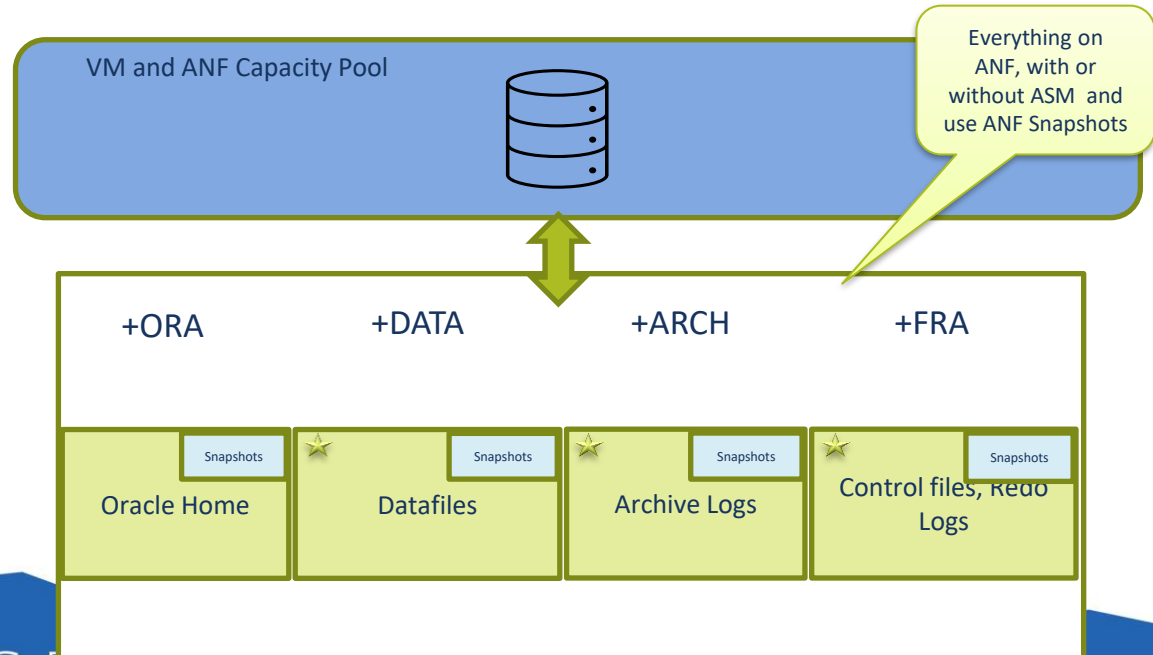 VM and ANF Capacity Pool
Everything on
ANF, with or
without ASM and
use ANF Snapshots
+ORA
+DATA
+ARCH
+FRA
Snapshots
Snapshots
Snapshots
Snapshots
Oracle Home
Datafiles
Archive Logs
Control files, Redo
Logs